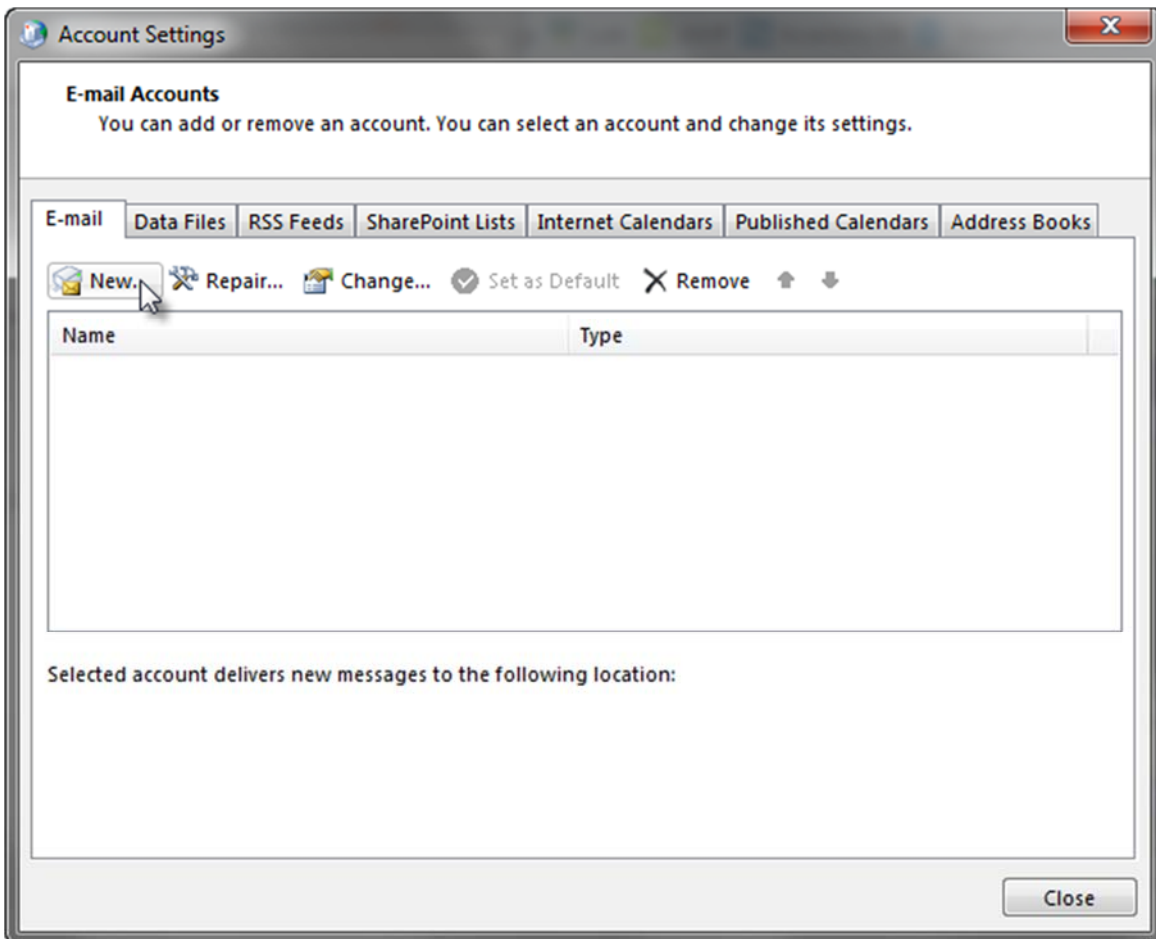 Account Settings
E-mail Accounts
You can add or remove an account. You can select an account and change its settings.
E-mail Data Files RSS Feeds SharePoint Lists Internet Calendars Published Calendars Address Books
New... Repair... Change... Set as Default Remove
Name Type
Selected account delivers new messages to the following location:
Close